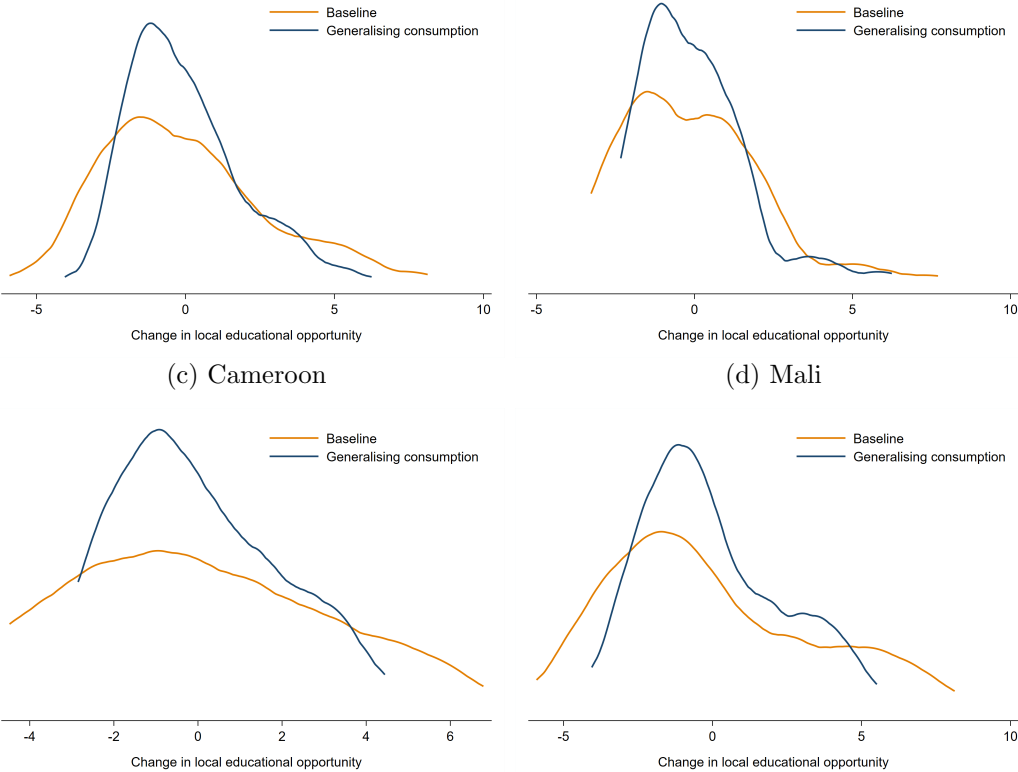 Baseline
Generalising consumption
-5 0 5 10
Change in local educational opportunity
Baseline
Generalising consumption
-5 0 5 10
Change in local educational opportunity
(c) Cameroon
(d) Mali
Baseline
Generalising consumption
-4 -2 0 2 4 6
Change in local educational opportunity
Baseline
Generalising consumption
-5 0 5 10
Change in local educational opportunity